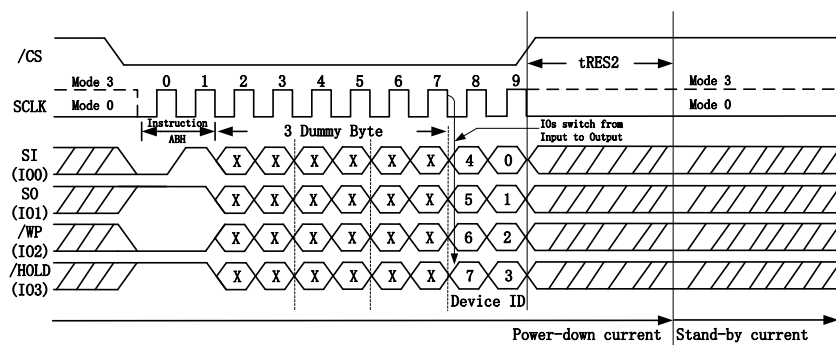 /CS
tRES2
Mode 3 0 1 2 3 4 5 6 7 8 9 Mode 3
SCLK Mode 0 Mode 0
Instruction
ABH
3 Dummy Byte
IOs switch from
Input to Output
SI
(IO0) X X X X X X 4 0
SO
(IO1) X X X X X X 5 1
/WP
(IO2) X X X X X X 6 2
/HOLD
(IO3) X X X X X X 7 3
Device ID
Power-down current Stand-by current